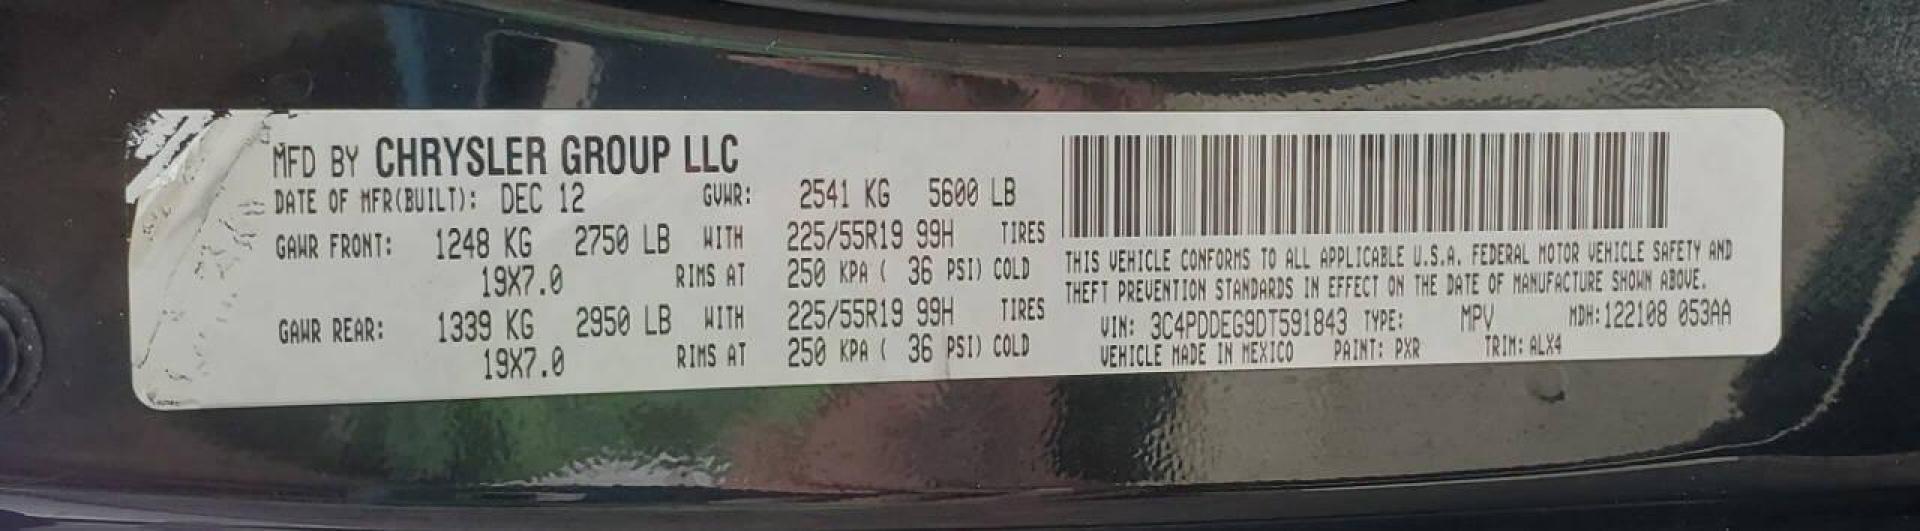 MFD BY CHRYSLER GROUP LLC
DATE OF MFR(BUILT): DEC 12 GVWR: 2541 KG 5600 LB
GAWR FRONT: 1248 KG 2750 LB WITH 225/55R19 99H TIRES
19X7.0 RIMS AT 250 KPA ( 36 PSI) COLD
GAWR REAR: 1339 KG 2950 LB WITH 225/55R19 99H TIRES
19X7.0 RIMS AT 250 KPA ( 36 PSI) COLD
THIS VEHICLE CONFORMS TO ALL APPLICABLE U.S.A. FEDERAL MOTOR VEHICLE SAFETY AND
THEFT PREVENTION STANDARDS IN EFFECT ON THE DATE OF MANUFACTURE SHOWN ABOVE.
VIN: 3C4PDDEG9DT591843 TYPE: MPV MDH: 122108 053AA
VEHICLE MADE IN MEXICO PAINT: PXR TRIM: ALX4